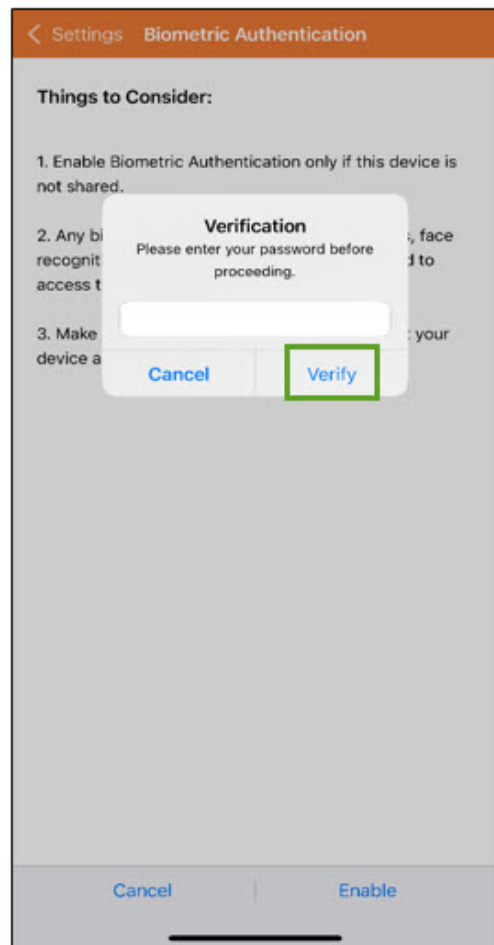 Settings Biometric Authentication
Things to Consider:
1. Enable Biometric Authentication only if this device is
not shared.
2. Any bi , face
recognit d to
access t
3. Make your
device a
Verification
Please enter your password before
proceeding.
Cancel Verify
Cancel Enable